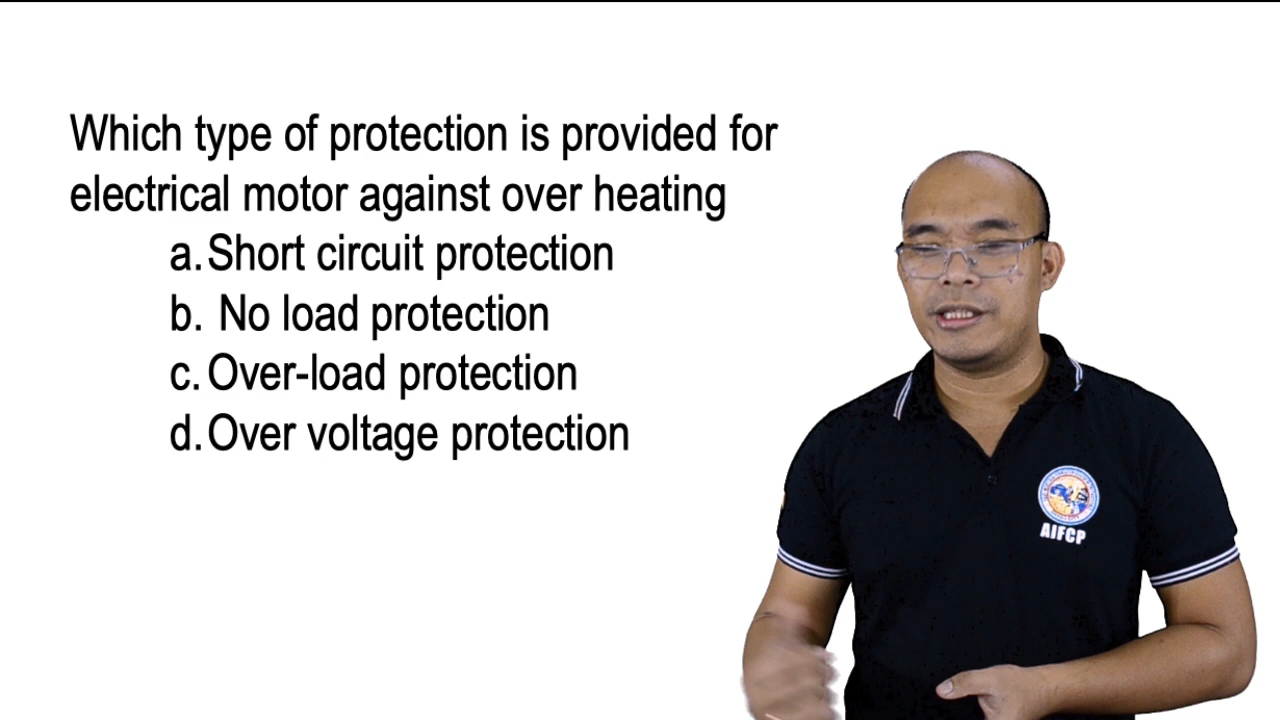 Which type of protection is provided for
electrical motor against over heating
a. Short circuit protection
b. No load protection
c. Over-load protection
d. Over voltage protection
AIFCP